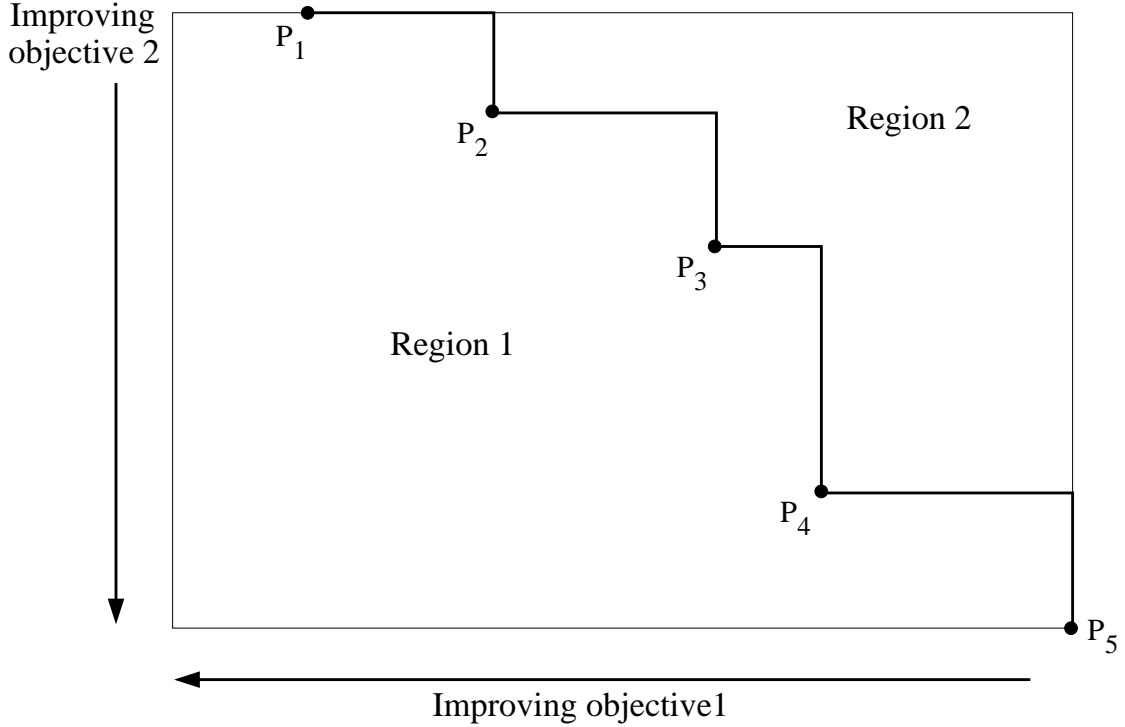 Improving
objective 2
P1
P2
Region 2
P3
Region 1
P4
P5
Improving objective1